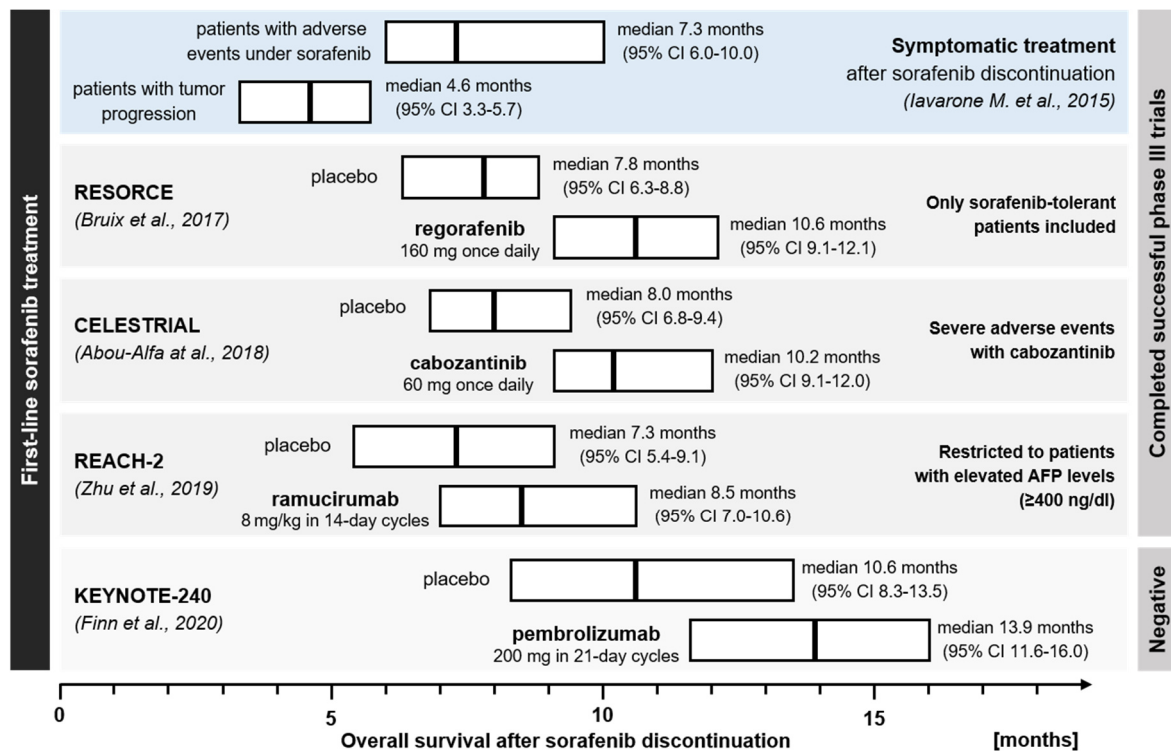 First-line sorafenib treatment
patients with adverse
events under sorafenib
median 7.3 months
(95% CI 6.0-10.0)
patients with tumor
progression
median 4.6 months
(95% CI 3.3-5.7)
Symptomatic treatment
after sorafenib discontinuation
(Iavarone M. et al., 2015)
RESORCE
(Bruix et al., 2017)
placebo
median 7.8 months
(95% CI 6.3-8.8)
regorafenib
160 mg once daily
median 10.6 months
(95% CI 9.1-12.1)
Only sorafenib-tolerant
patients included
CELESTRIAL
(Abou-Alfa at al., 2018)
placebo
median 8.0 months
(95% CI 6.8-9.4)
cabozantinib
60 mg once daily
median 10.2 months
(95% CI 9.1-12.0)
Severe adverse events
with cabozantinib
REACH-2
(Zhu et al., 2019)
placebo
median 7.3 months
(95% CI 5.4-9.1)
ramucirumab
8 mg/kg in 14-day cycles
median 8.5 months
(95% CI 7.0-10.6)
Restricted to patients
with elevated AFP levels
(≥400 ng/dl)
Completed successful phase III trials
KEYNOTE-240
(Finn et al., 2020)
placebo
median 10.6 months
(95% CI 8.3-13.5)
pembrolizumab
200 mg in 21-day cycles
median 13.9 months
(95% CI 11.6-16.0)
Negative
0
5
10
15
[months]
Overall survival after sorafenib discontinuation